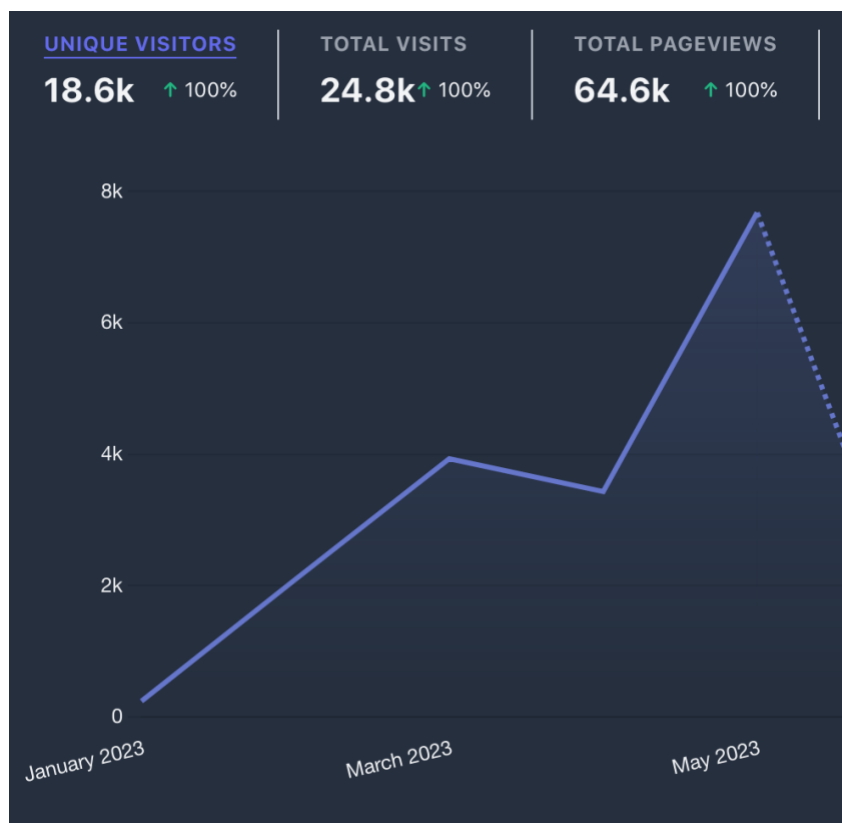 UNIQUE VISITORS TOTAL VISITS TOTAL PAGEVIEWS
18.6k ↑ 100% 24.8k ↑ 100% 64.6k ↑ 100%
8k
6k
4k
2k
0
January 2023 March 2023 May 2023